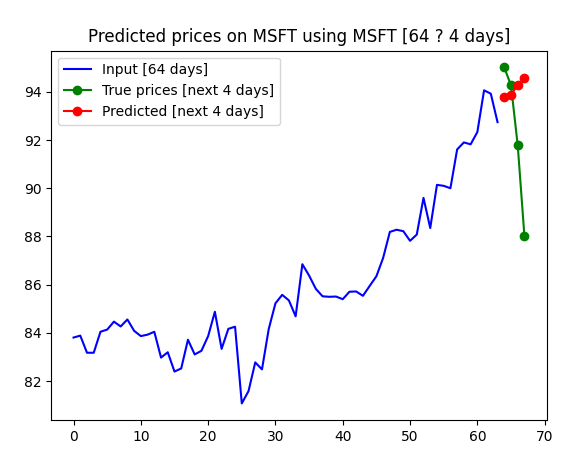 Predicted prices on MSFT using MSFT [64 ? 4 days]
Input [64 days]
True prices [next 4 days]
Predicted [next 4 days]
94
92
90
88
86
84
82
0 10 20 30 40 50 60 70